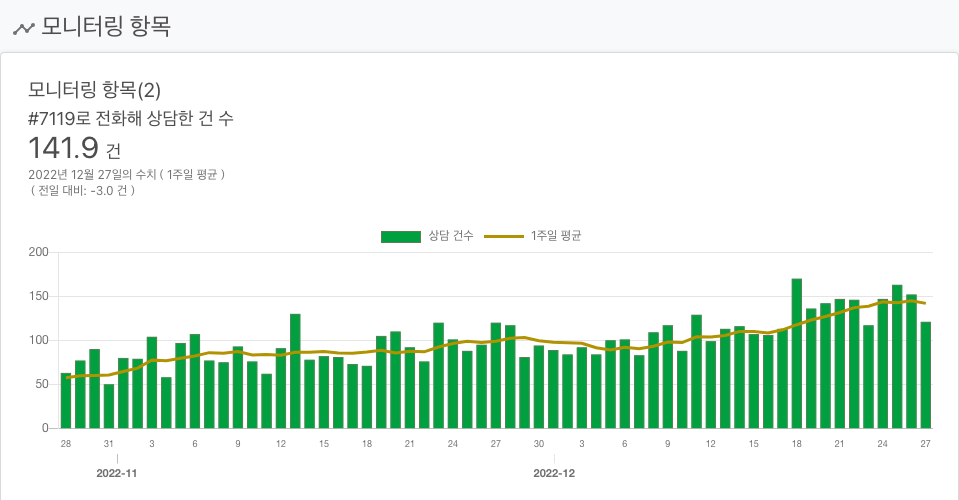 모니터링 항목
모니터링 항목(2)
#7119로 전화해 상담한 건 수
141.9 건
2022년 12월 27일의 수치 ( 1주일 평균 )
( 전일 대비: -3.0 건 )
상담 건수 1주일 평균
200
150
100
50
0
28 31 3 6 9 12 15 18 21 24 27 30 3 6 9 12 15 18 21 24 27
2022-11 2022-12